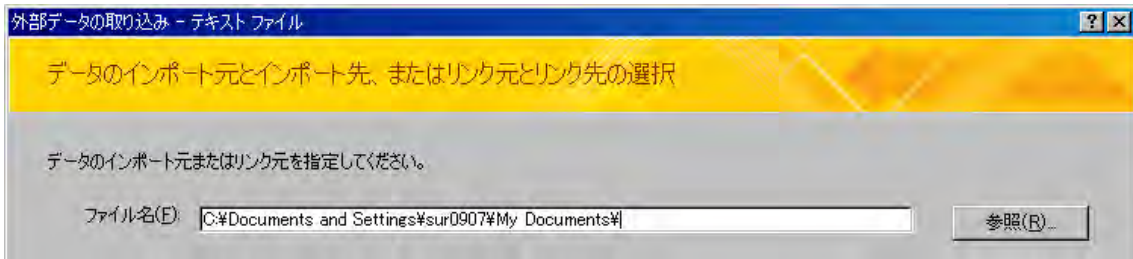 外部データの取り込み - テキスト ファイル
データのインポート元とインポート先、またはリンク元とリンク先の選択
データのインポート元またはリンク元を指定してください。
ファイル名(F) C:¥Documents and Settings¥sur0907¥My Documents¥ 参照(R)...